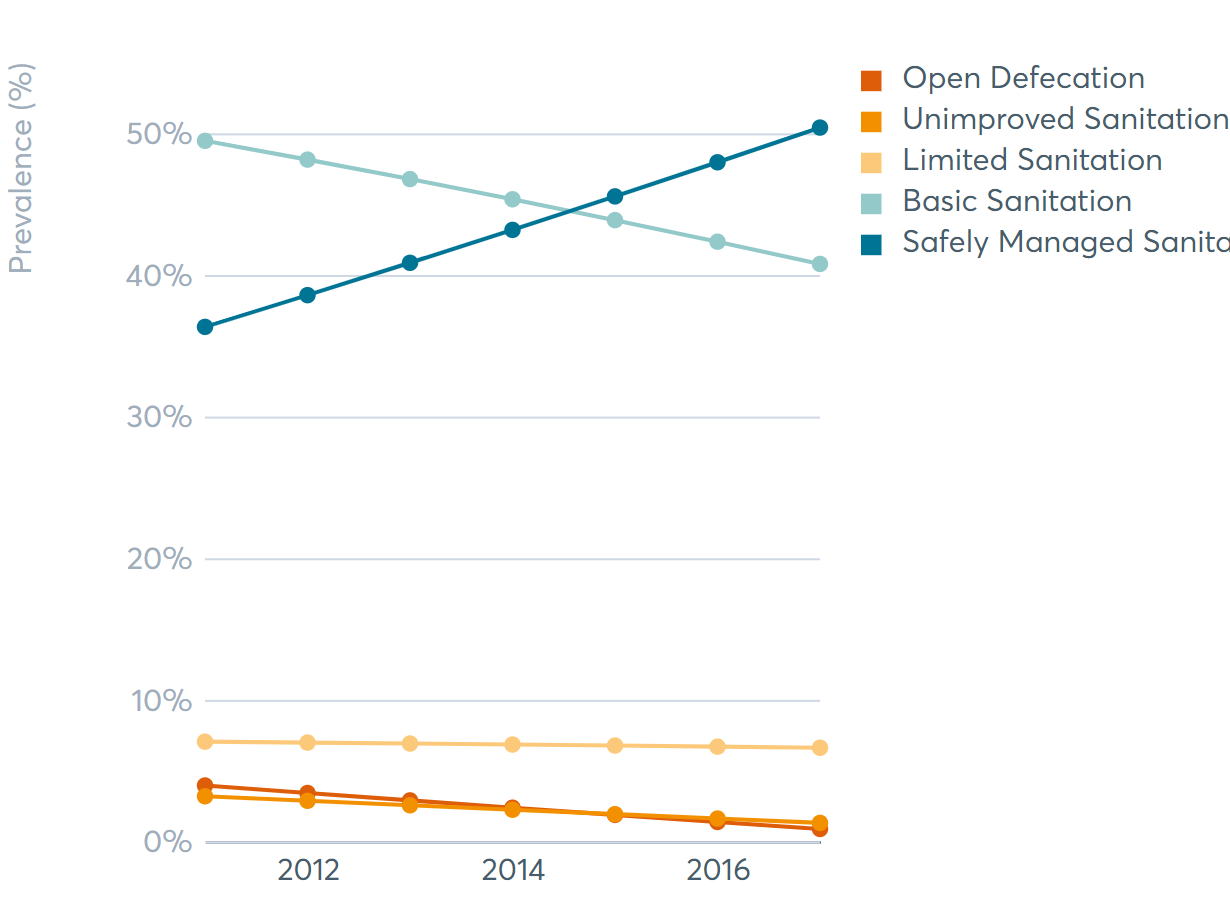 Prevalence (%)
50%
40%
30%
20%
10%
0%
2012
2014
2016
Open Defecation
Unimproved Sanitation
Limited Sanitation
Basic Sanitation
Safely Managed Sanita